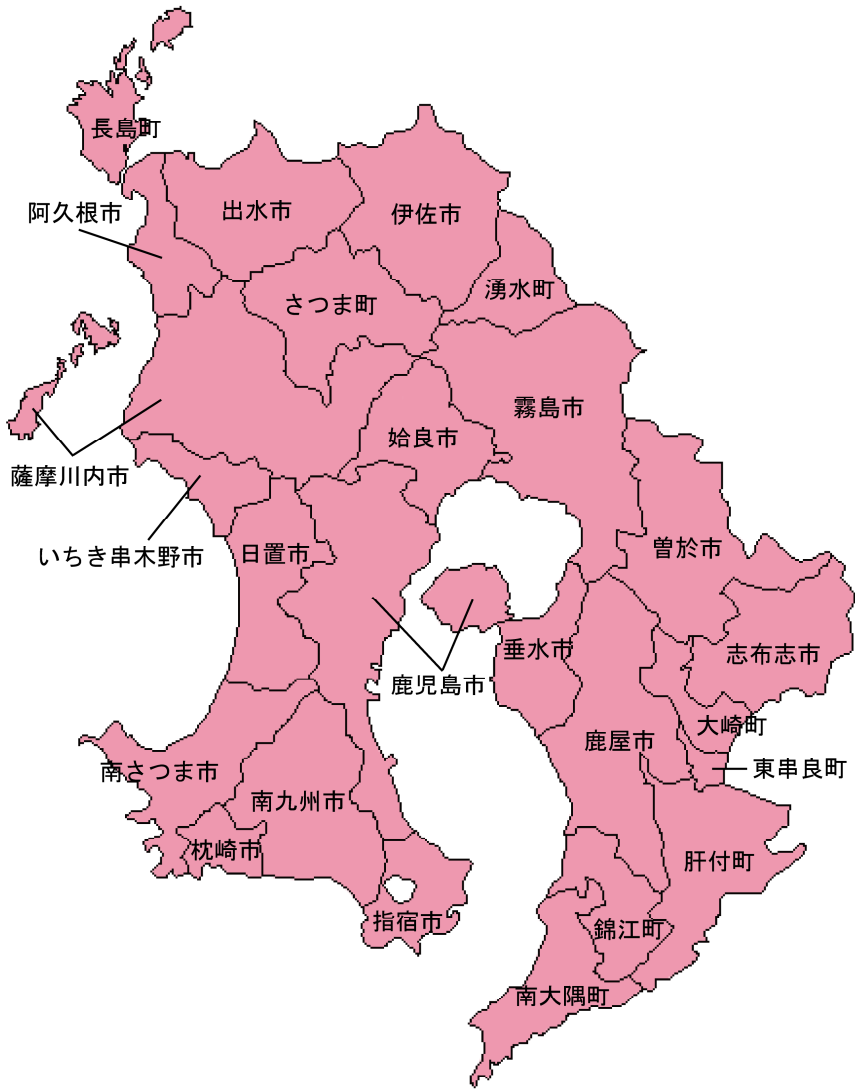 長島町
阿久根市
出水市
伊佐市
湧水町
さつま町
霧島市
姶良市
薩摩川内市
いちき串木野市
日置市
曽於市
垂水市
志布志市
鹿児島市
大崎町
鹿屋市
東串良町
南さつま市
南九州市
枕崎市
肝付町
指宿市
錦江町
南大隅町